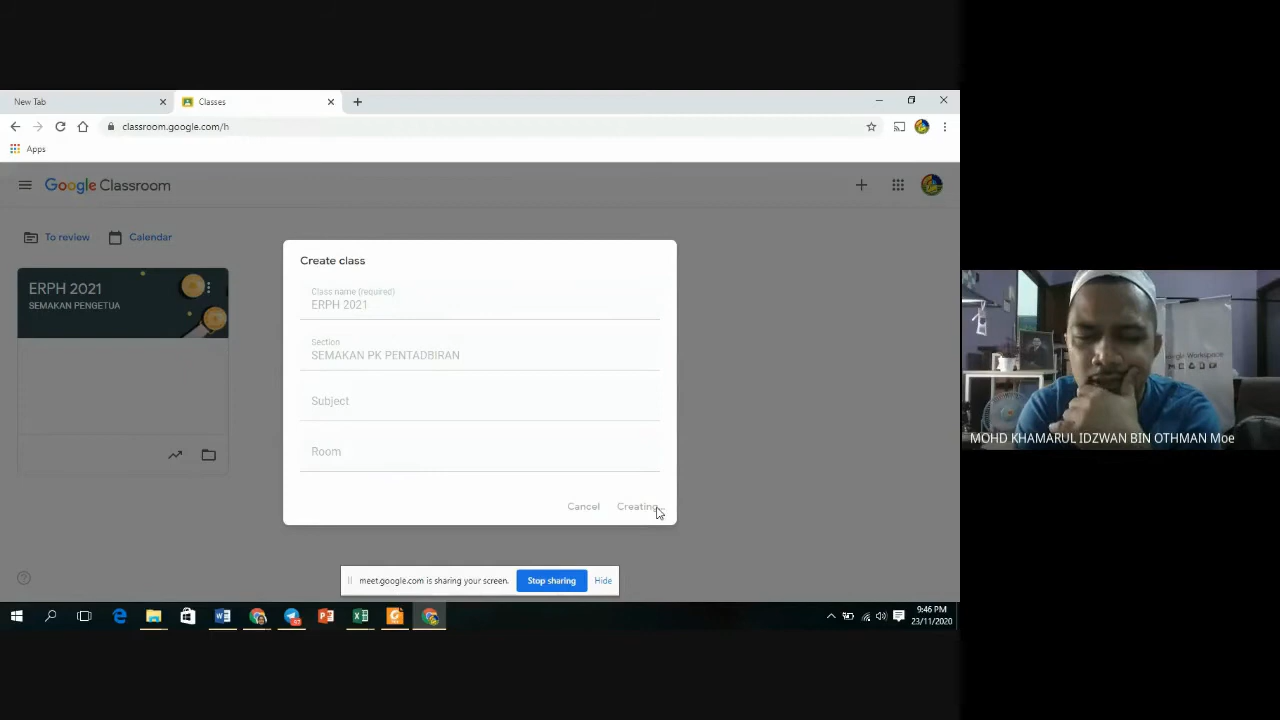 New Tab
Classes
classroom.google.com/h
Apps
Google Classroom
To review
Calendar
ERPH 2021
SEMAKAN PENGETUA
Create class
Class name (required)
ERPH 2021
Section
SEMAKAN PK PENTADBIRAN
Subject
Room
Cancel
Creating...
meet.google.com is sharing your screen.
Stop sharing
Hide
9:46 PM
23/11/2020
Workspace
MOHD KHAMARUL IDZWAN BIN OTHMAN Moe